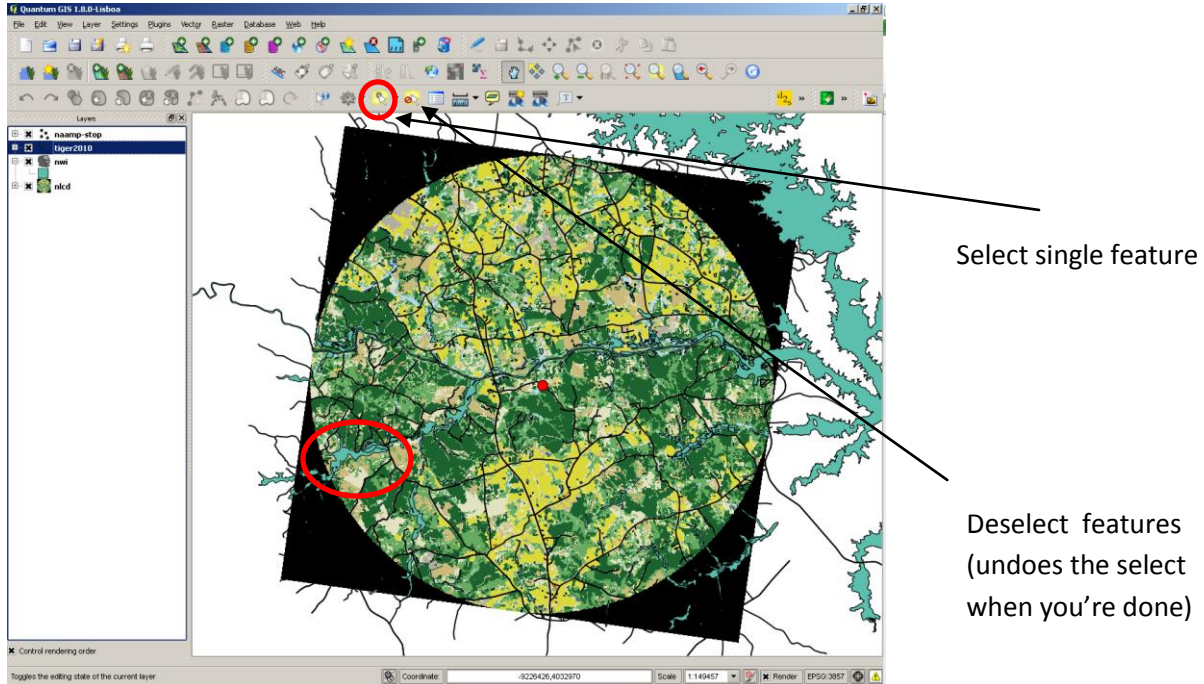 Quantum GIS 1.8.0-Lisboa
File Edit View Layer Settings Plugins Vector Raster Database Web Help
Layers
naamp-stop
tiger2010
nwi
nlcd
Select single feature
Deselect features
(undoes the select
when you're done)
Control rendering order
Toggles the editing state of the current layer
Coordinate: -9226426,4032970 Scale 1:149457 Render EPSG:3857